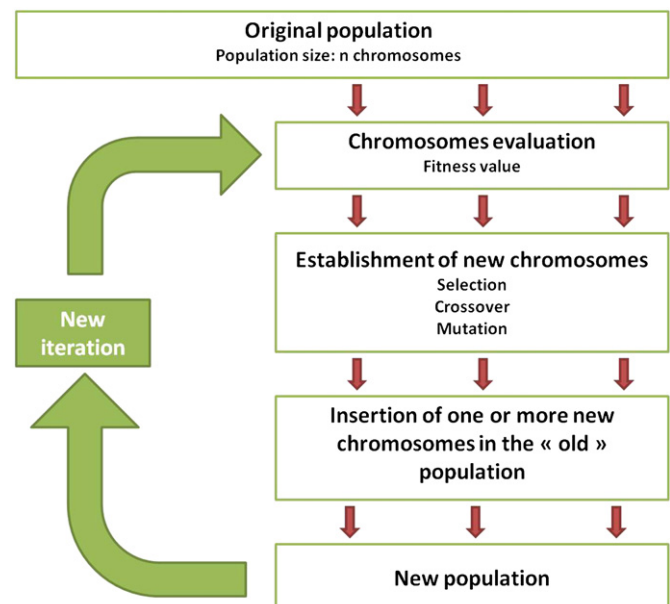 Original population
Population size: n chromosomes
Chromosomes evaluation
Fitness value
Establishment of new chromosomes
Selection
Crossover
Mutation
New
iteration
Insertion of one or more new
chromosomes in the « old »
population
New population